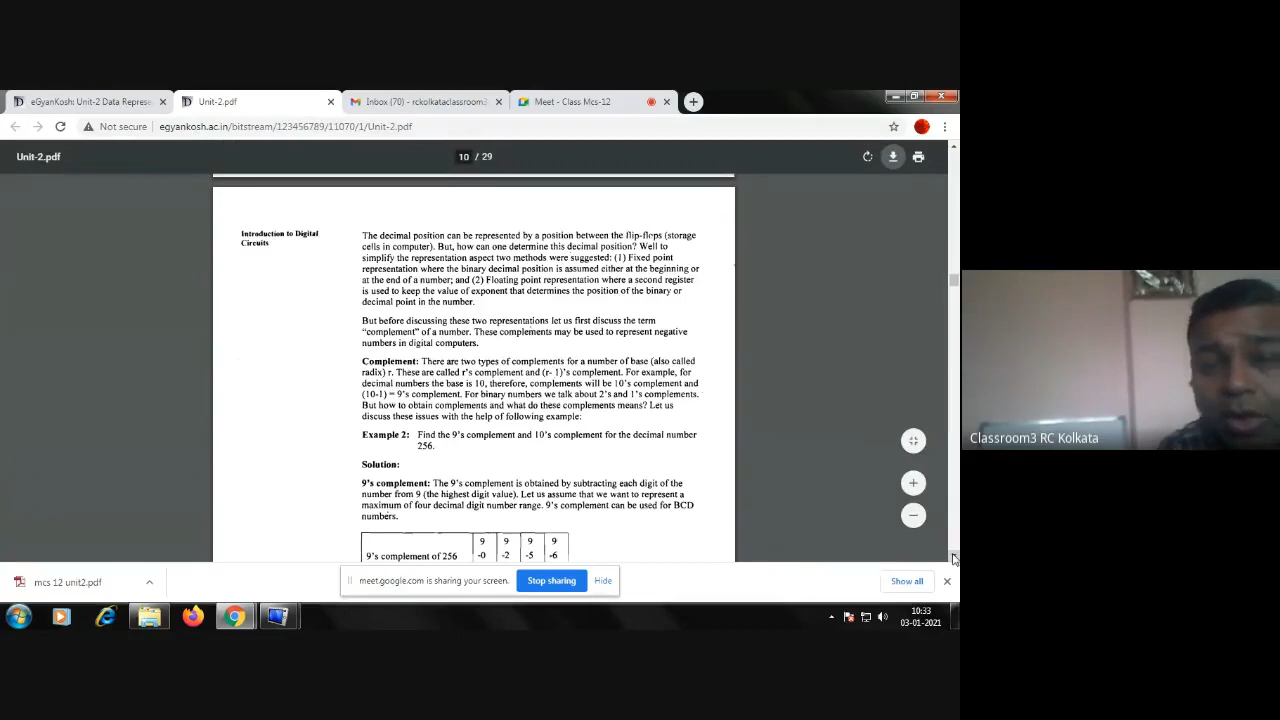 eGyanKosh: Unit-2 Data Represe
Unit-2.pdf
Inbox (70) - rckolkataclassroom3
Meet - Class Mcs-12
Not secure
egyankosh.ac.in/bitstream/123456789/11070/1/Unit-2.pdf
Unit-2.pdf
10 / 29
Introduction to Digital
Circuits
The decimal position can be represented by a position between the flip-flops (storage
cells in computer). But, how can one determine this decimal position? Well to
simplify the representation aspect two methods were suggested: (1) Fixed point
representation where the binary decimal position is assumed either at the beginning or
at the end of a number; and (2) Floating point representation where a second register
is used to keep the value of exponent that determines the position of the binary or
decimal point in the number.
But before discussing these two representations let us first discuss the term
"complement" of a number. These complements may be used to represent negative
numbers in digital computers.
Complement: There are two types of complements for a number of base (also called
radix) r. These are called r's complement and (r- 1)'s complement. For example, for
decimal numbers the base is 10, therefore, complements will be 10's complement and
(10-1) = 9's complement. For binary numbers we talk about 2's and 1's complements.
But how to obtain complements and what do these complements means? Let us
discuss these issues with the help of following example:
Example 2: Find the 9's complement and 10's complement for the decimal number
256.
Solution:
9's complement: The 9's complement is obtained by subtracting each digit of the
number from 9 (the highest digit value). Let us assume that we want to represent a
maximum of four decimal digit number range. 9's complement can be used for BCD
numbers.
9 9 9 9
9's complement of 256 -0 -2 -5 -6
Classroom3 RC Kolkata
mcs 12 unit2.pdf
meet.google.com is sharing your screen.
Stop sharing
Hide
Show all
10:33
03-01-2021